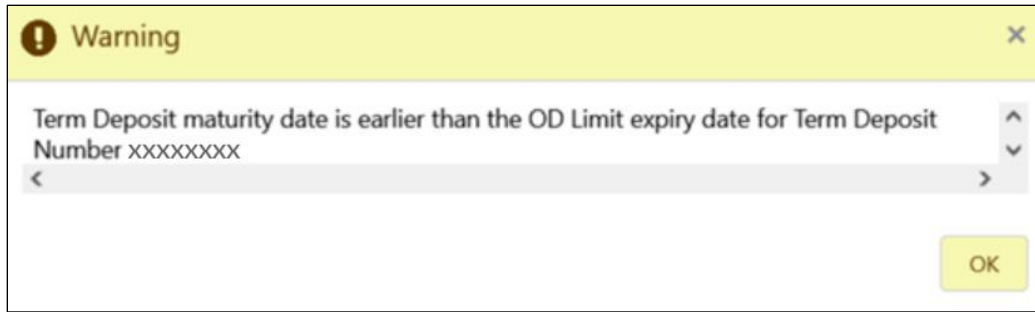 Warning
Term Deposit maturity date is earlier than the OD Limit expiry date for Term Deposit
Number XXXXXXXX
OK